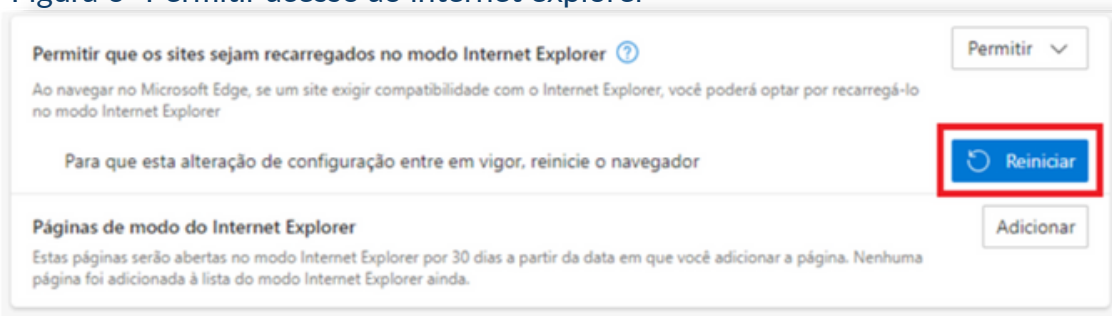 Permitir que os sites sejam recarregados no modo Internet Explorer ?
Permitir
Ao navegar no Microsoft Edge, se um site exigir compatibilidade com o Internet Explorer, você poderá optar por recarregá-lo
no modo Internet Explorer
Para que esta alteração de configuração entre em vigor, reinicie o navegador
Reiniciar
Páginas de modo do Internet Explorer
Adicionar
Estas páginas serão abertas no modo Internet Explorer por 30 dias a partir da data em que você adicionar a página. Nenhuma
página foi adicionada à lista do modo Internet Explorer ainda.